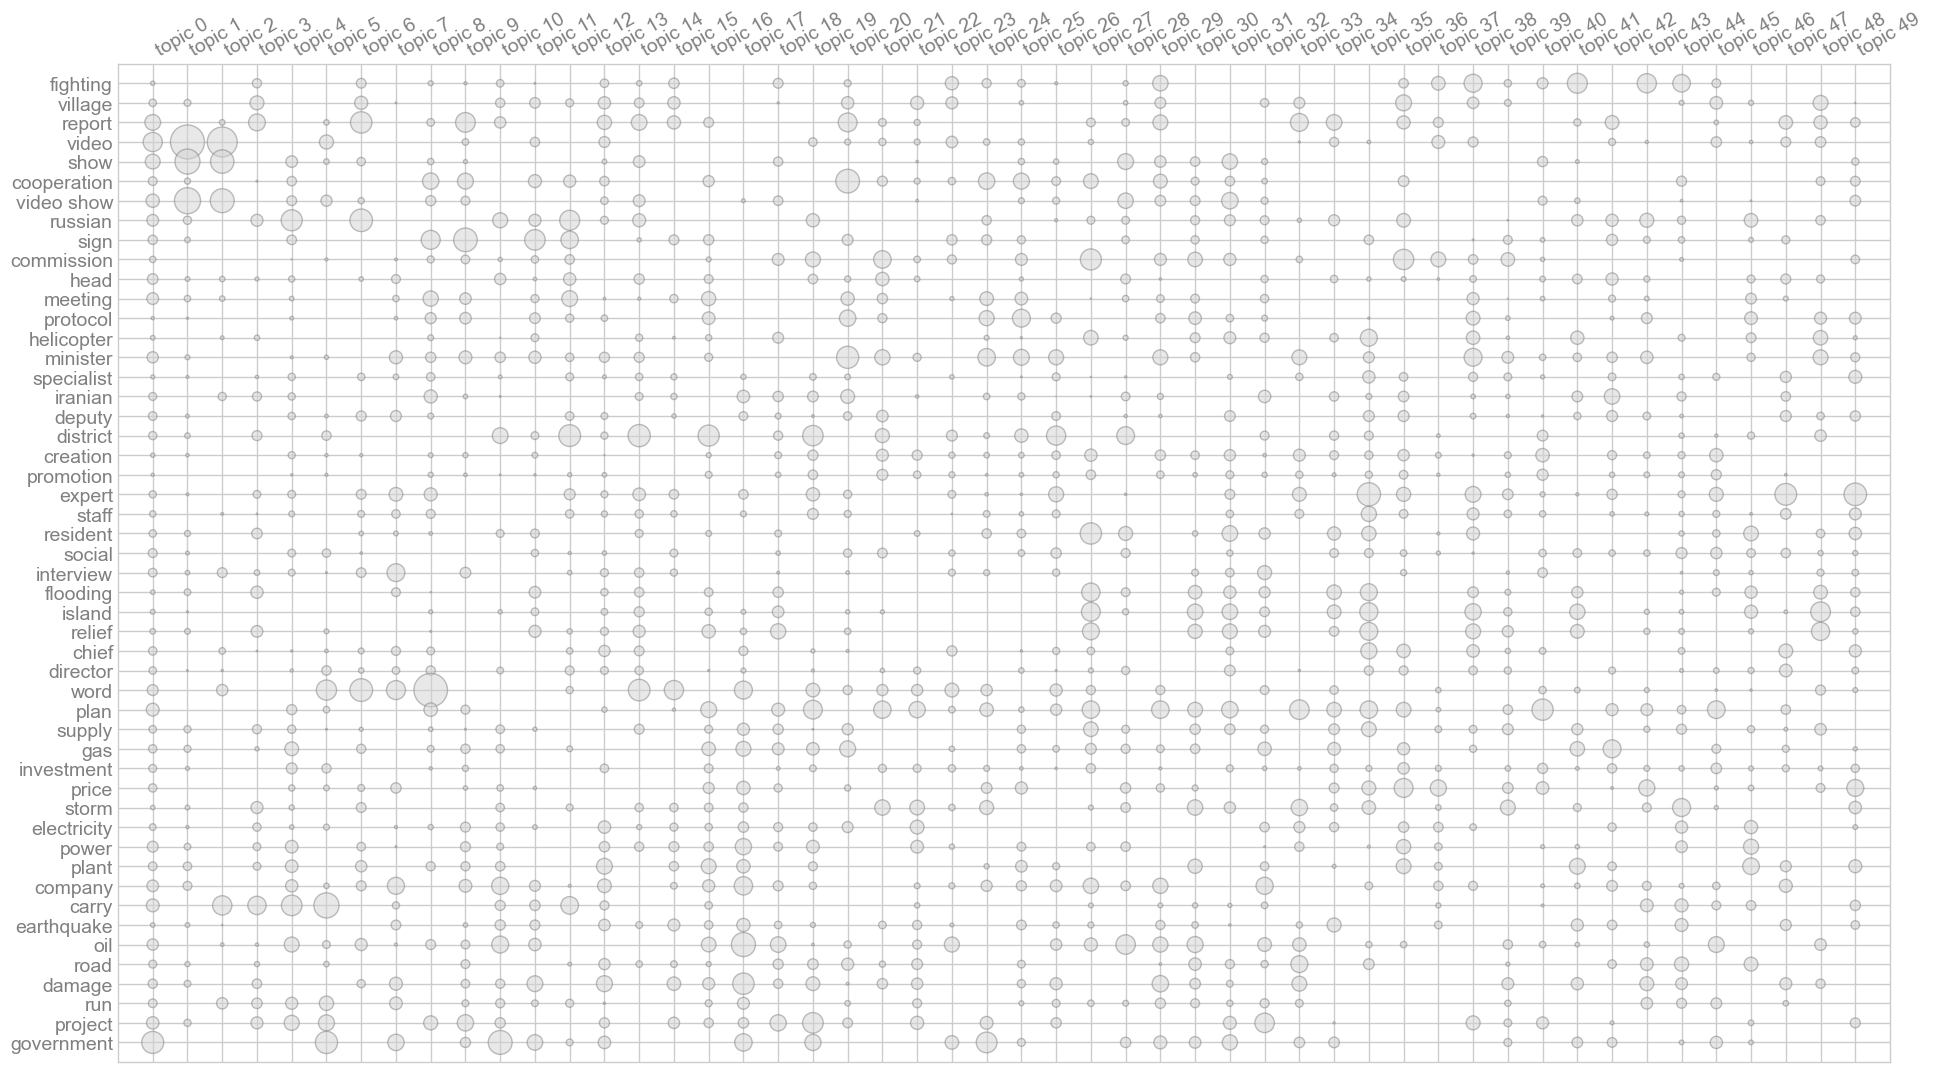 topic 0
topic 1
topic 2
topic 3
topic 4
topic 5
topic 6
topic 7
topic 8
topic 9
topic 10
topic 11
topic 12
topic 13
topic 14
topic 15
topic 16
topic 17
topic 18
topic 19
topic 20
topic 21
topic 22
topic 23
topic 24
topic 25
topic 26
topic 27
topic 28
topic 29
topic 30
topic 31
topic 32
topic 33
topic 34
topic 35
topic 36
topic 37
topic 38
topic 39
topic 40
topic 41
topic 42
topic 43
topic 44
topic 45
topic 46
topic 47
topic 48
topic 49
fighting
village
report
video
show
cooperation
video show
russian
sign
commission
head
meeting
protocol
helicopter
minister
specialist
iranian
deputy
district
creation
promotion
expert
staff
resident
social
interview
flooding
island
relief
chief
director
word
plan
supply
gas
investment
price
storm
electricity
power
plant
company
carry
earthquake
oil
road
damage
run
project
government